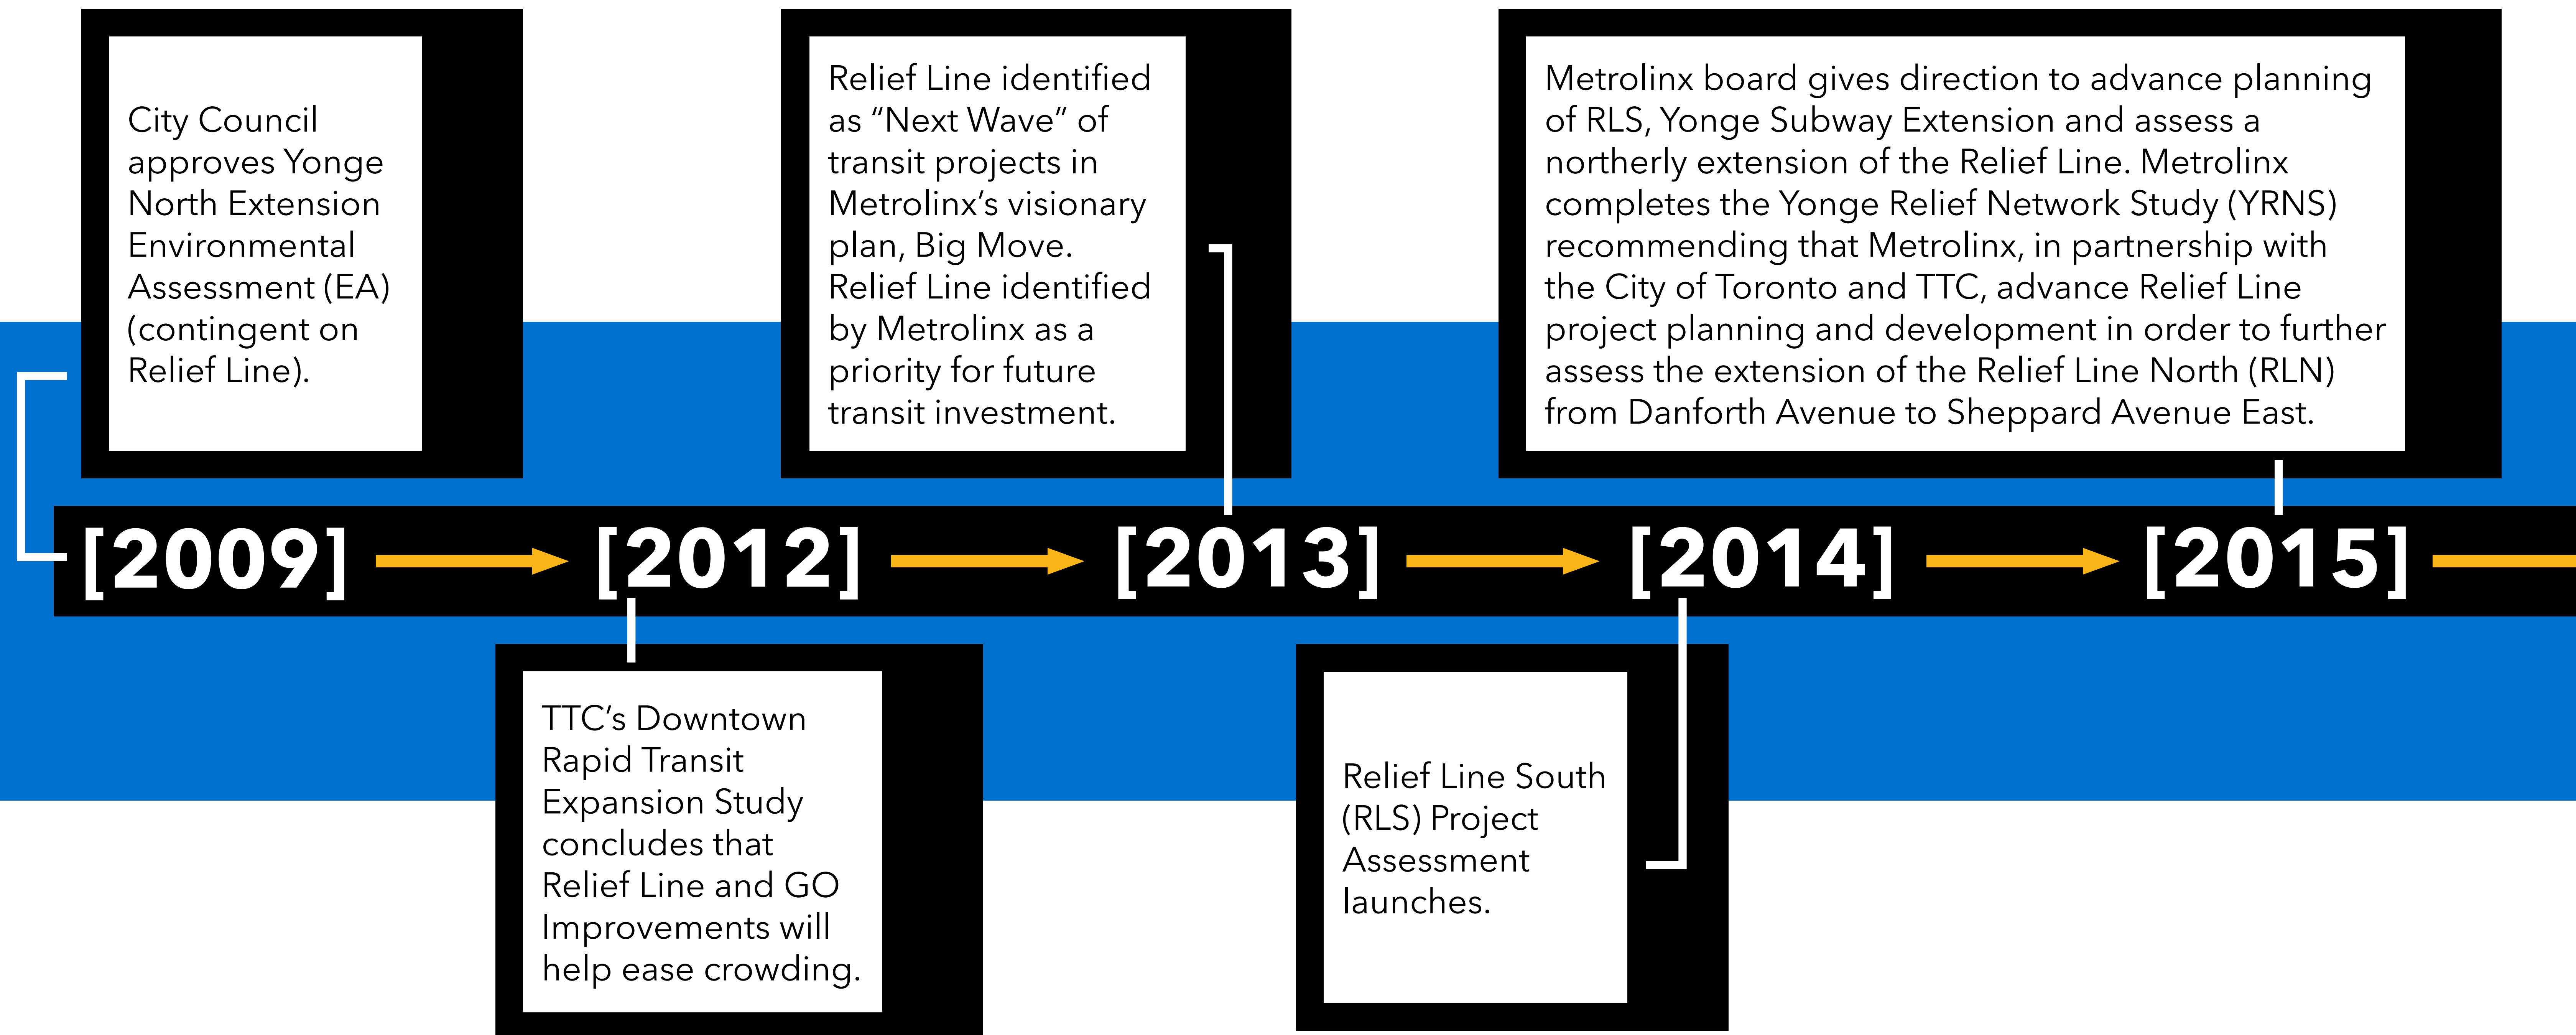 City Council
approves Yonge
North Extension
Environmental
Assessment (EA)
(contingent on
Relief Line).
Relief Line identified
as “Next Wave” of
transit projects in
Metrolinx’s visionary
plan, Big Move.
Relief Line identified
by Metrolinx as a
priority for future
transit investment.
Metrolinx board gives direction to advance planning
of RLS, Yonge Subway Extension and assess a
northerly extension of the Relief Line. Metrolinx
completes the Yonge Relief Network Study (YRNS)
recommending that Metrolinx, in partnership with
the City of Toronto and TTC, advance Relief Line
project planning and development in order to further
assess the extension of the Relief Line North (RLN)
from Danforth Avenue to Sheppard Avenue East.
[2009] [2012] [2013] [2014] [2015]
TTC’s Downtown
Rapid Transit
Expansion Study
concludes that
Relief Line and GO
Improvements will
help ease crowding.
Relief Line South
(RLS) Project
Assessment
launches.